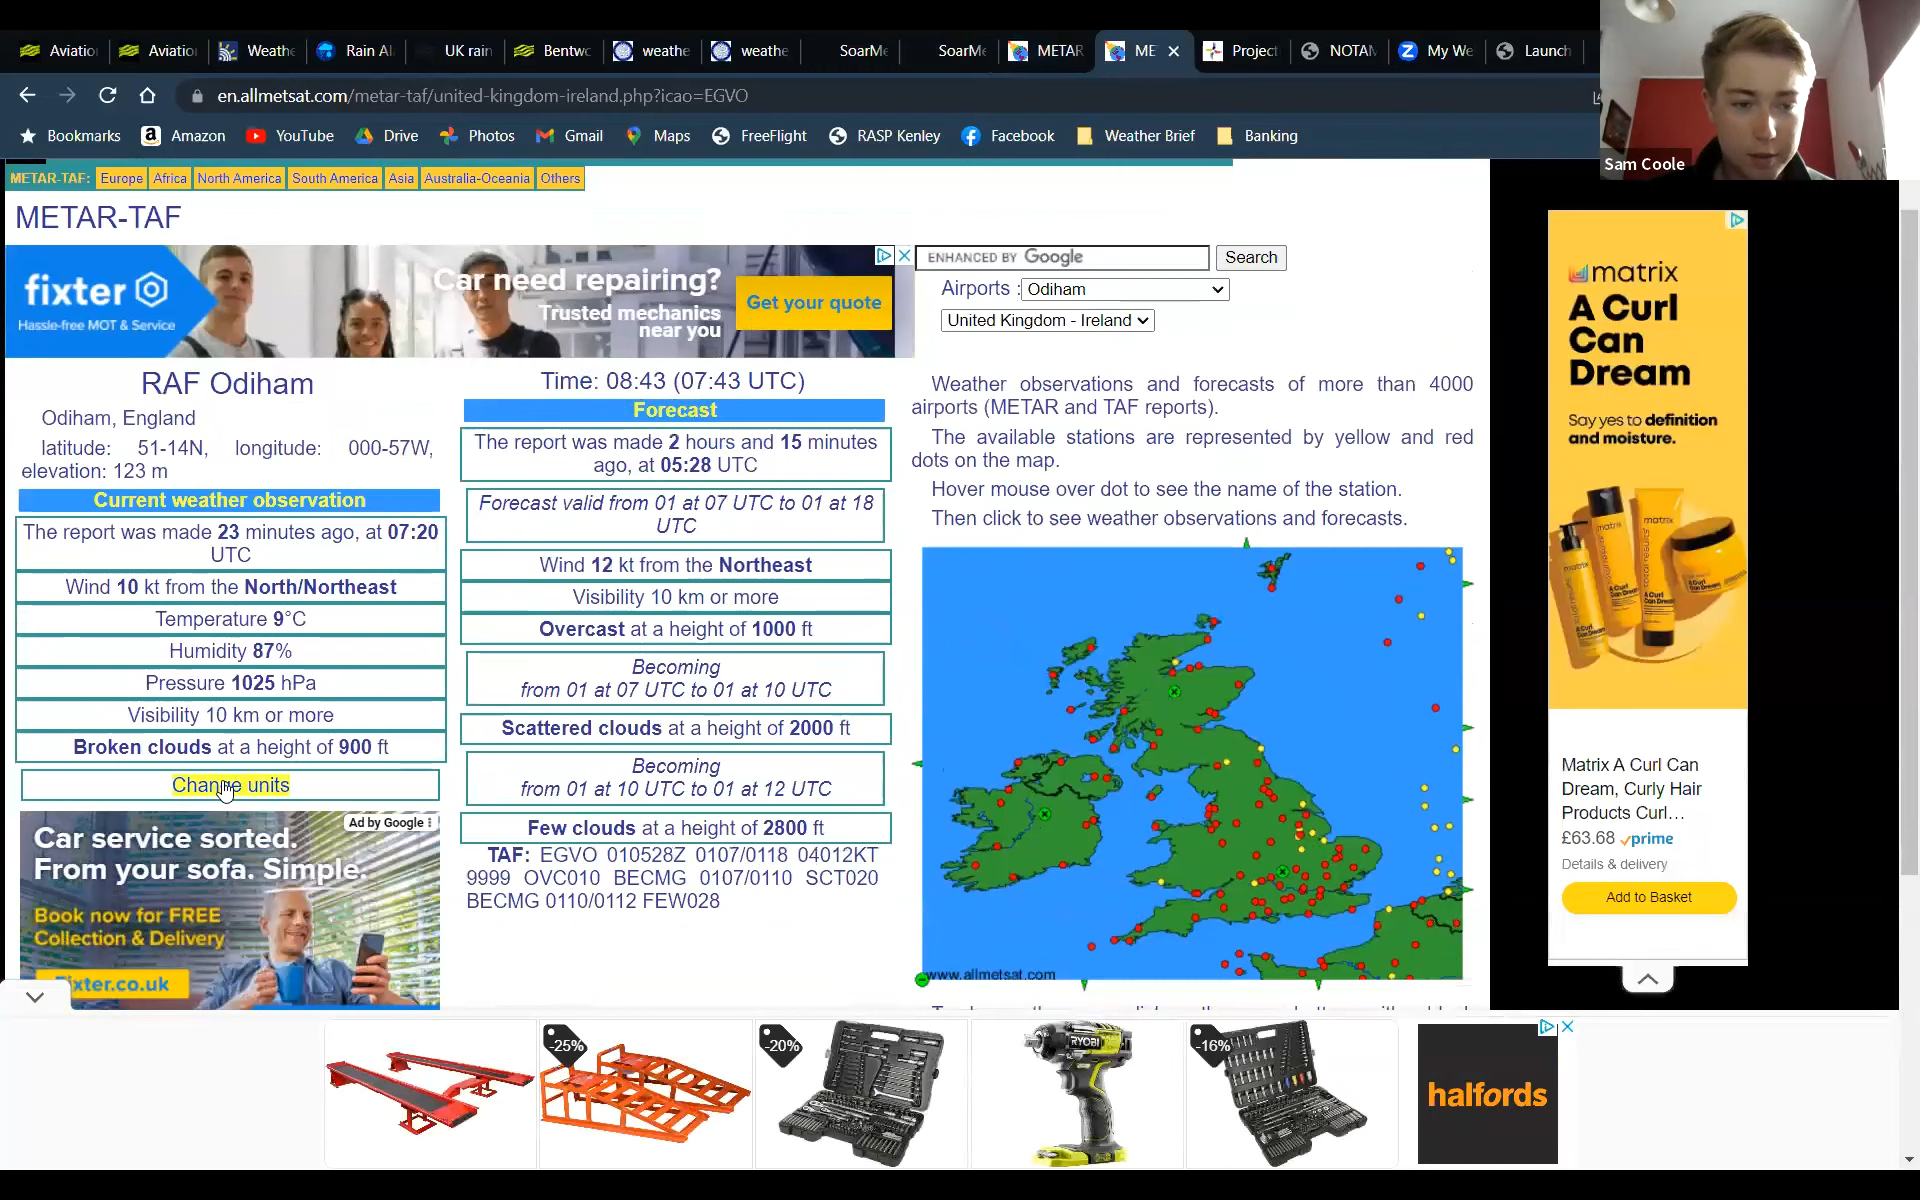 Aviatio
Aviatio
Weathe
Rain Al
UK rain
Bentwo
weathe
weathe
SoarMe
SoarMe
METAR
ME
Project
NOTAM
My We
Launch
en.allmetsat.com/metar-taf/united-kingdom-ireland.php?icao=EGVO
Bookmarks
Amazon
YouTube
Drive
Photos
Gmail
Maps
FreeFlight
RASP Kenley
Facebook
Weather Brief
Banking
Sam Coole
METAR-TAF: Europe Africa North America South America Asia Australia-Oceania Others
METAR-TAF
fixter
Hassle-free MOT & Service
Car need repairing?
Trusted mechanics
near you
Get your quote
ENHANCED BY Google
Search
Airports : Odiham
United Kingdom - Ireland
RAF Odiham
Odiham, England
latitude: 51-14N, longitude: 000-57W,
elevation: 123 m
Current weather observation
The report was made 23 minutes ago, at 07:20
UTC
Wind 10 kt from the North/Northeast
Temperature 9°C
Humidity 87%
Pressure 1025 hPa
Visibility 10 km or more
Broken clouds at a height of 900 ft
Change units
Ad by Google
Car service sorted.
From your sofa. Simple.
Book now for FREE
Collection & Delivery
xter.co.uk
Time: 08:43 (07:43 UTC)
Forecast
The report was made 2 hours and 15 minutes
ago, at 05:28 UTC
Forecast valid from 01 at 07 UTC to 01 at 18
UTC
Wind 12 kt from the Northeast
Visibility 10 km or more
Overcast at a height of 1000 ft
Becoming
from 01 at 07 UTC to 01 at 10 UTC
Scattered clouds at a height of 2000 ft
Becoming
from 01 at 10 UTC to 01 at 12 UTC
Few clouds at a height of 2800 ft
TAF: EGVO 010528Z 0107/0118 04012KT
9999 OVC010 BECMG 0107/0110 SCT020
BECMG 0110/0112 FEW028
Weather observations and forecasts of more than 4000
airports (METAR and TAF reports).
The available stations are represented by yellow and red
dots on the map.
Hover mouse over dot to see the name of the station.
Then click to see weather observations and forecasts.
www.allmetsat.com
matrix
A Curl
Can
Dream
Say yes to definition
and moisture.
Matrix A Curl Can
Dream, Curly Hair
Products Curl...
£63.68 prime
Details & delivery
Add to Basket
-25%
-20%
RYOBI
-16%
halfords